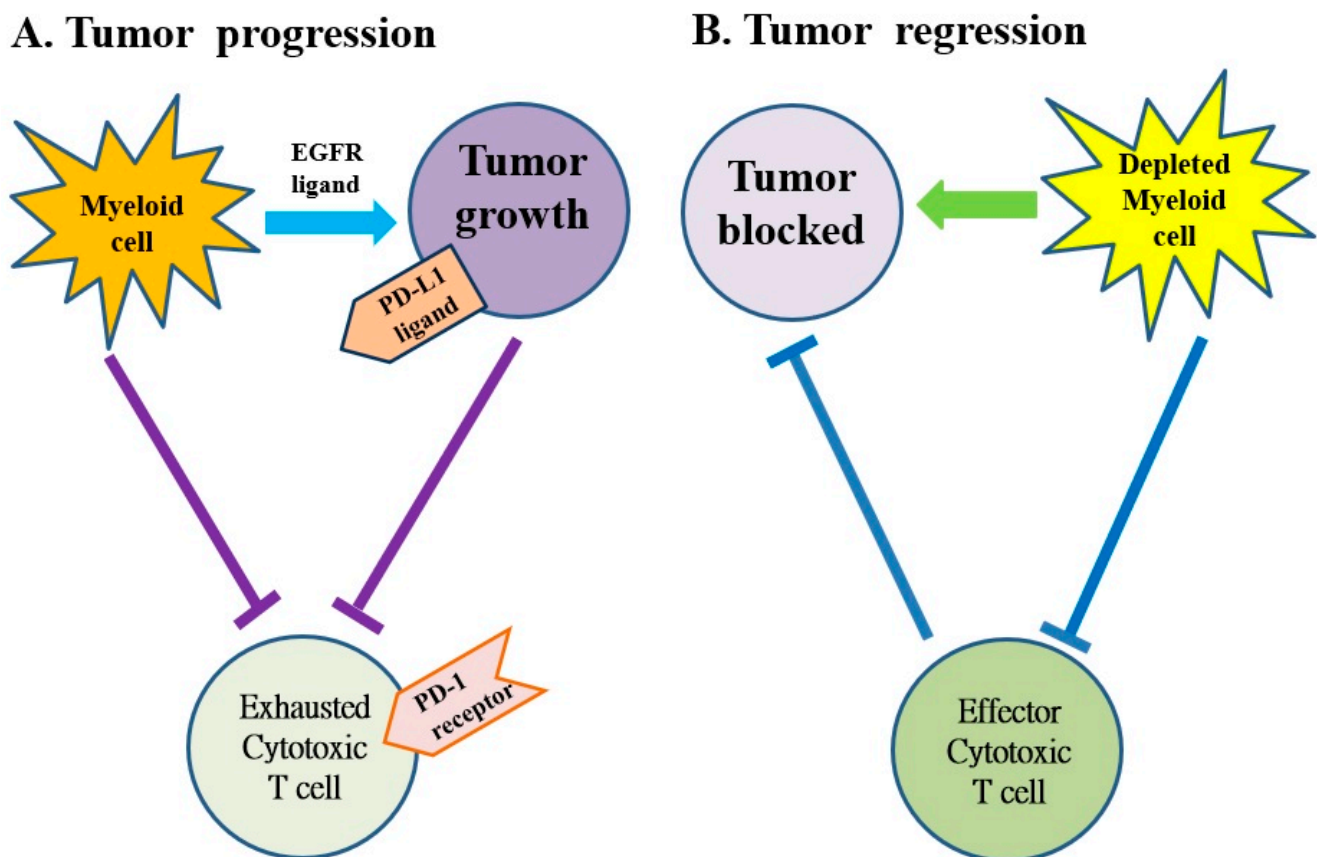 A. Tumor progression
Myeloid
cell
EGFR
ligand
Tumor
growth
PD-L1
ligand
Exhausted
Cytotoxic
T cell
PD-1
receptor
B. Tumor regression
Tumor
blocked
Depleted
Myeloid
cell
Effector
Cytotoxic
T cell